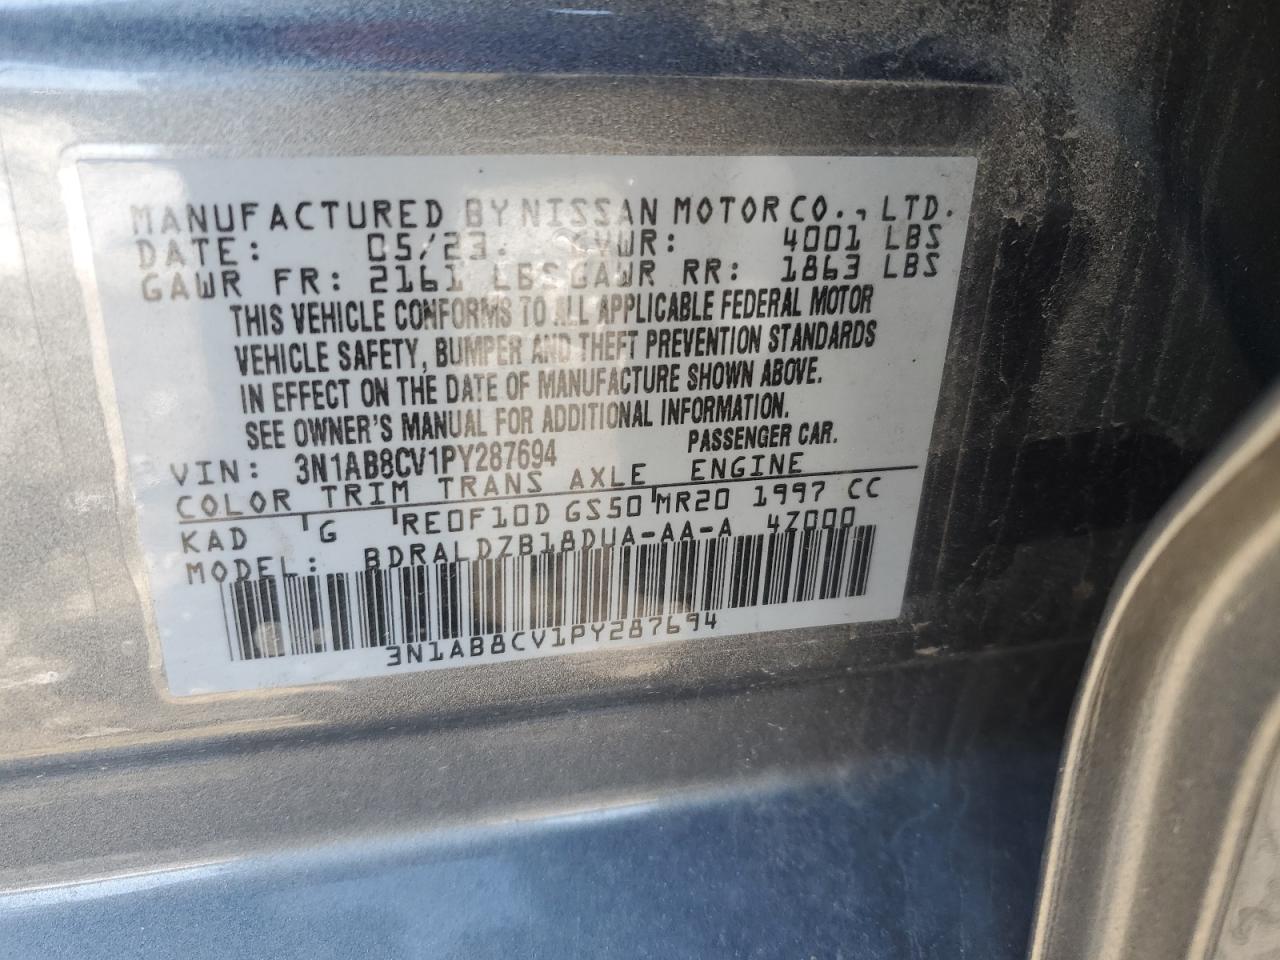 MANUFACTURED BY NISSAN MOTOR CO., LTD.
DATE: 05/23 GVWR: 4001 LBS
GAWR FR: 2161 LBS GAWR RR: 1863 LBS
THIS VEHICLE CONFORMS TO ALL APPLICABLE FEDERAL MOTOR
VEHICLE SAFETY, BUMPER AND THEFT PREVENTION STANDARDS
IN EFFECT ON THE DATE OF MANUFACTURE SHOWN ABOVE.
SEE OWNER'S MANUAL FOR ADDITIONAL INFORMATION.
VIN: 3N1AB8CV1PY287694 PASSENGER CAR.
COLOR TRIM TRANS AXLE ENGINE
KAD G RE0F10D GS50 MR20 1997 CC
MODEL: BDRALDZB18DUA-AA-A 4Z000
3N1AB8CV1PY287694